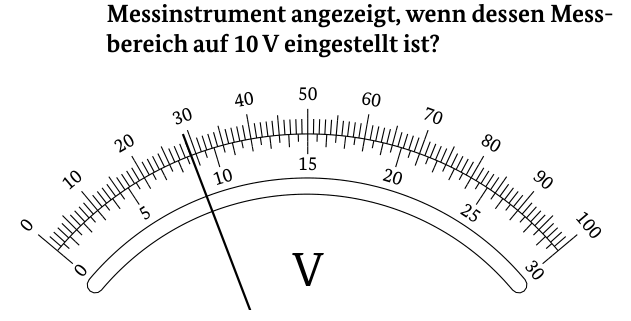 Messinstrument angezeigt, wenn dessen Mess-
bereich auf 10 V eingestellt ist?
0 10 20 30 40 50 60 70 80 90 100
0 5 10 15 20 25 30
V